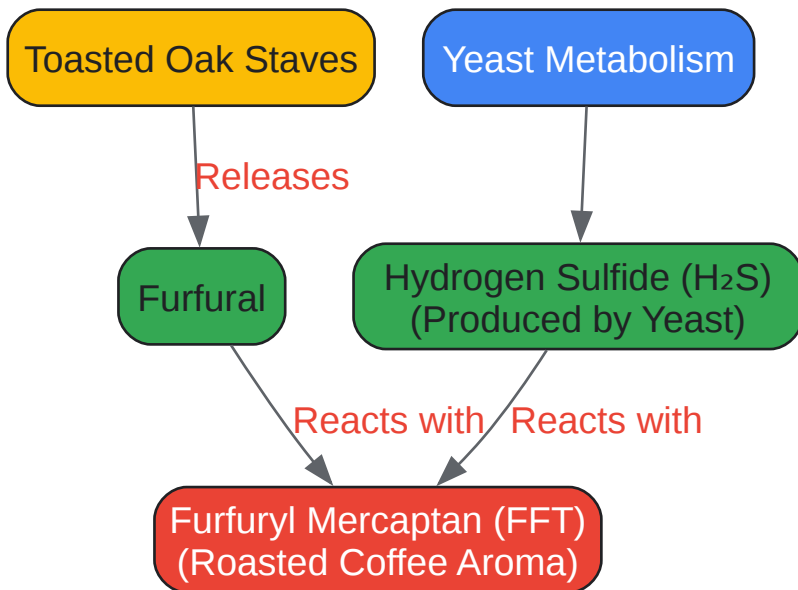 Toasted Oak Staves
Yeast Metabolism
Releases
Furfural
Hydrogen Sulfide (H₂S)
(Produced by Yeast)
Reacts with
Reacts with
Furfuryl Mercaptan (FFT)
(Roasted Coffee Aroma)